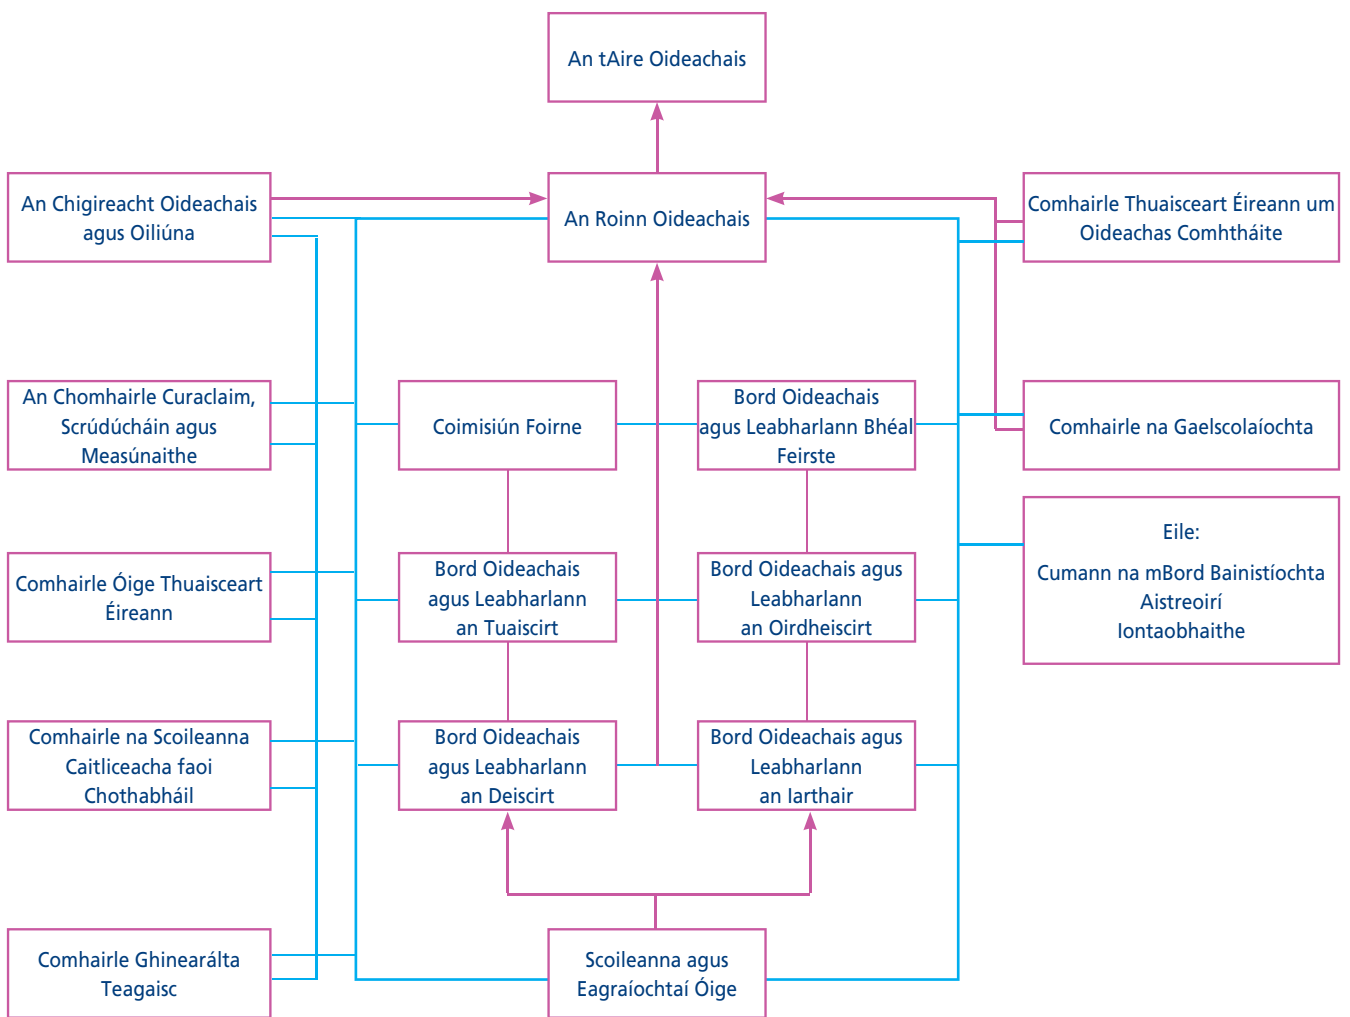 An tAire Oideachais
An Chigireacht Oideachais
agus Oiliúna
An Roinn Oideachais
Comhairle Thuaisceart Éireann um
Oideachas Comhtháite
An Chomhairle Curaclaim,
Scrúdúcháin agus
Measúnaithe
Coimisiún Foirne
Bord Oideachais
agus Leabharlann Bhéal
Feirste
Comhairle na Gaelscolaíochta
Eile:
Cumann na mBord Bainistíochta
Aistreoirí
Iontaobhaithe
Comhairle Óige Thuaisceart
Éireann
Bord Oideachais
agus Leabharlann
an Tuaiscirt
Bord Oideachais agus
Leabharlann
an Oirdheiscirt
Comhairle na Scoileanna
Caitliceacha faoi
Chothabháil
Bord Oideachais
agus Leabharlann
an Deiscirt
Bord Oideachais agus
Leabharlann
an Iarthair
Comhairle Ghinearálta
Teagaisc
Scoileanna agus
Eagraíochtaí Óige